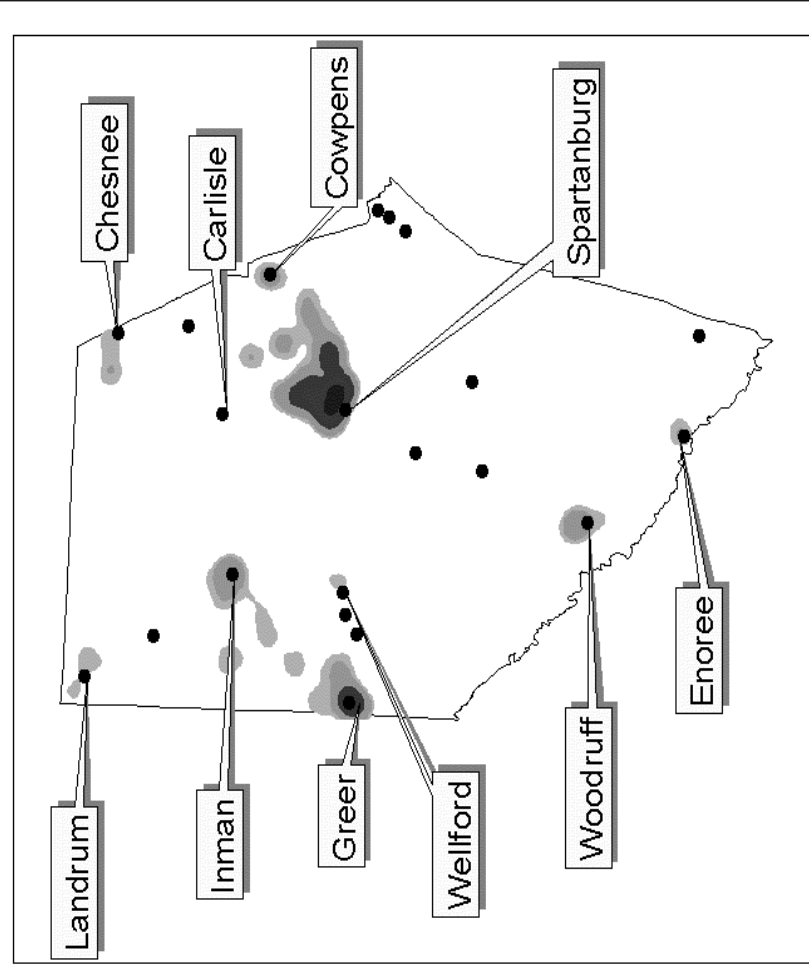 Landrum
Chesnee
Inman
Carlisle
Greer
Cowpens
Wellford
Woodruff
Spartanburg
Enoree